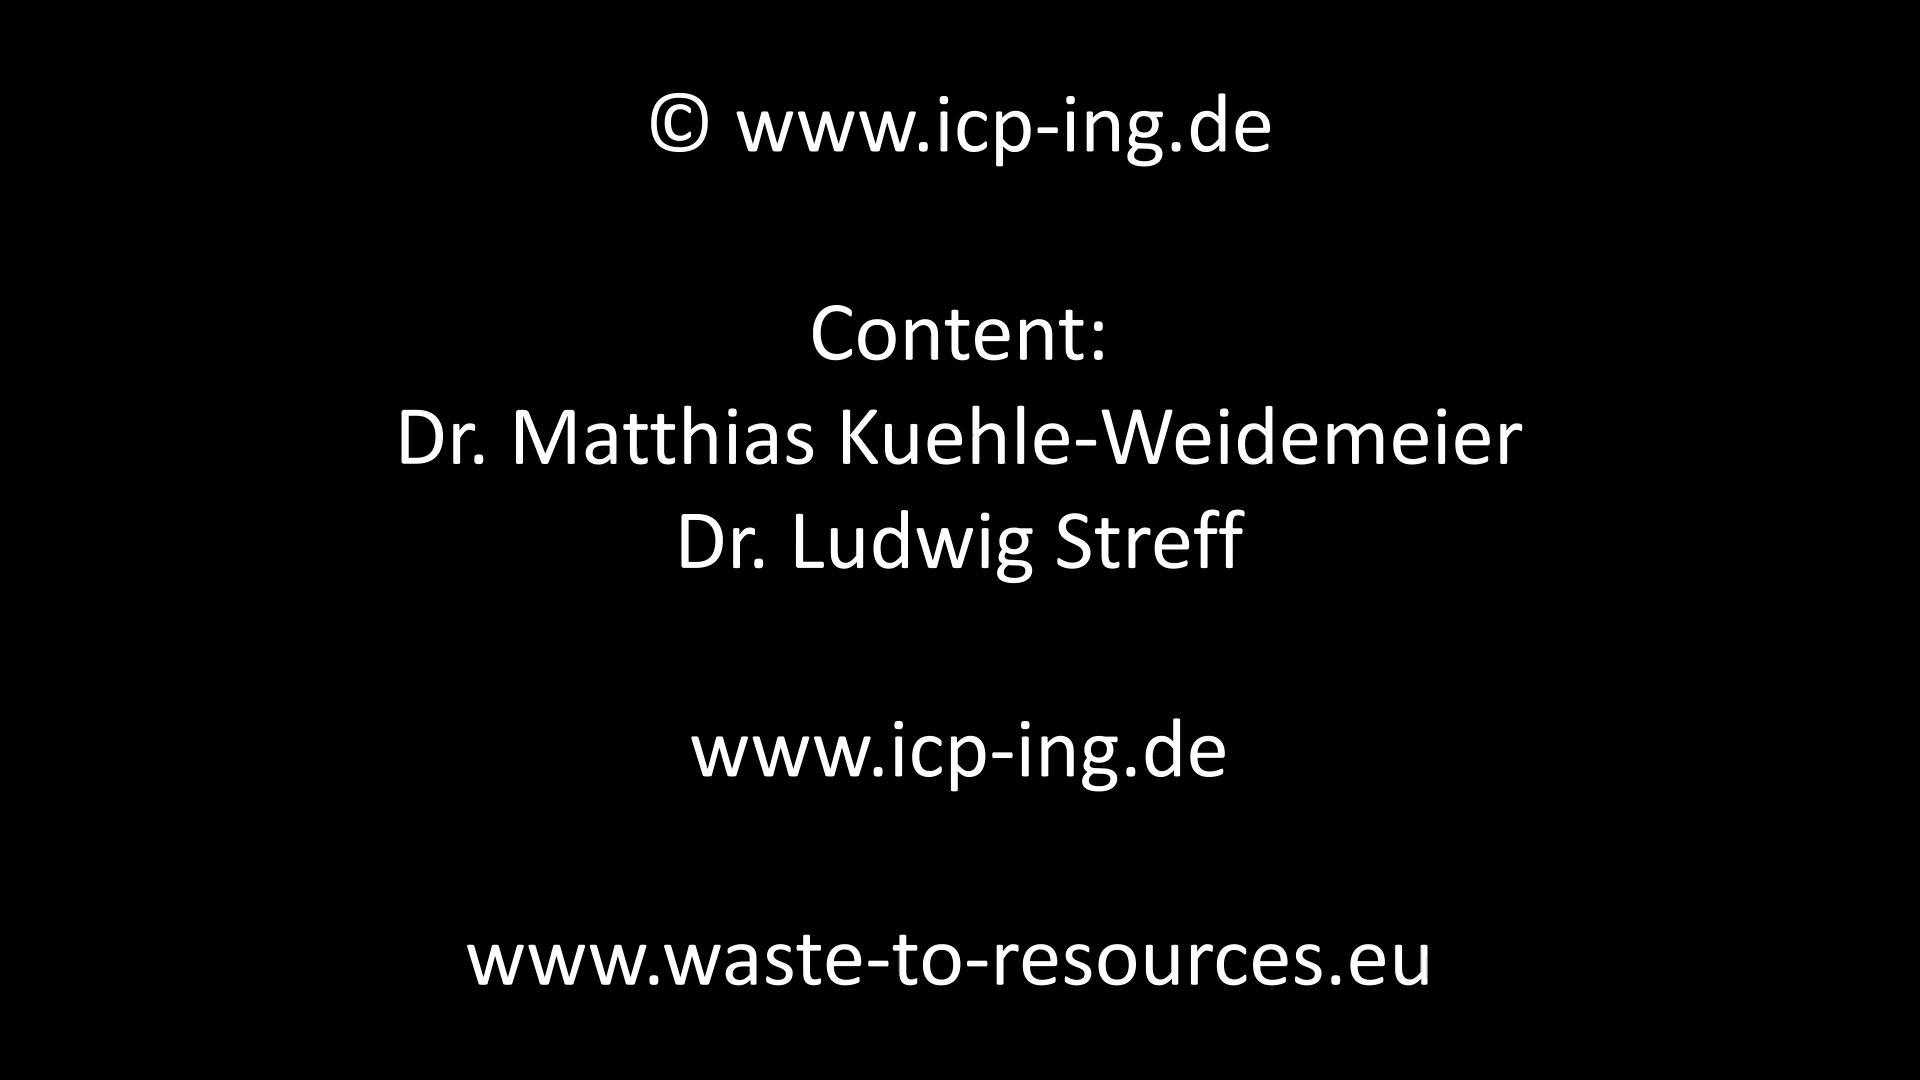 © www.icp-ing.de
Content:
Dr. Matthias Kuehle-Weidemeier
Dr. Ludwig Streff
www.icp-ing.de
www.waste-to-resources.eu